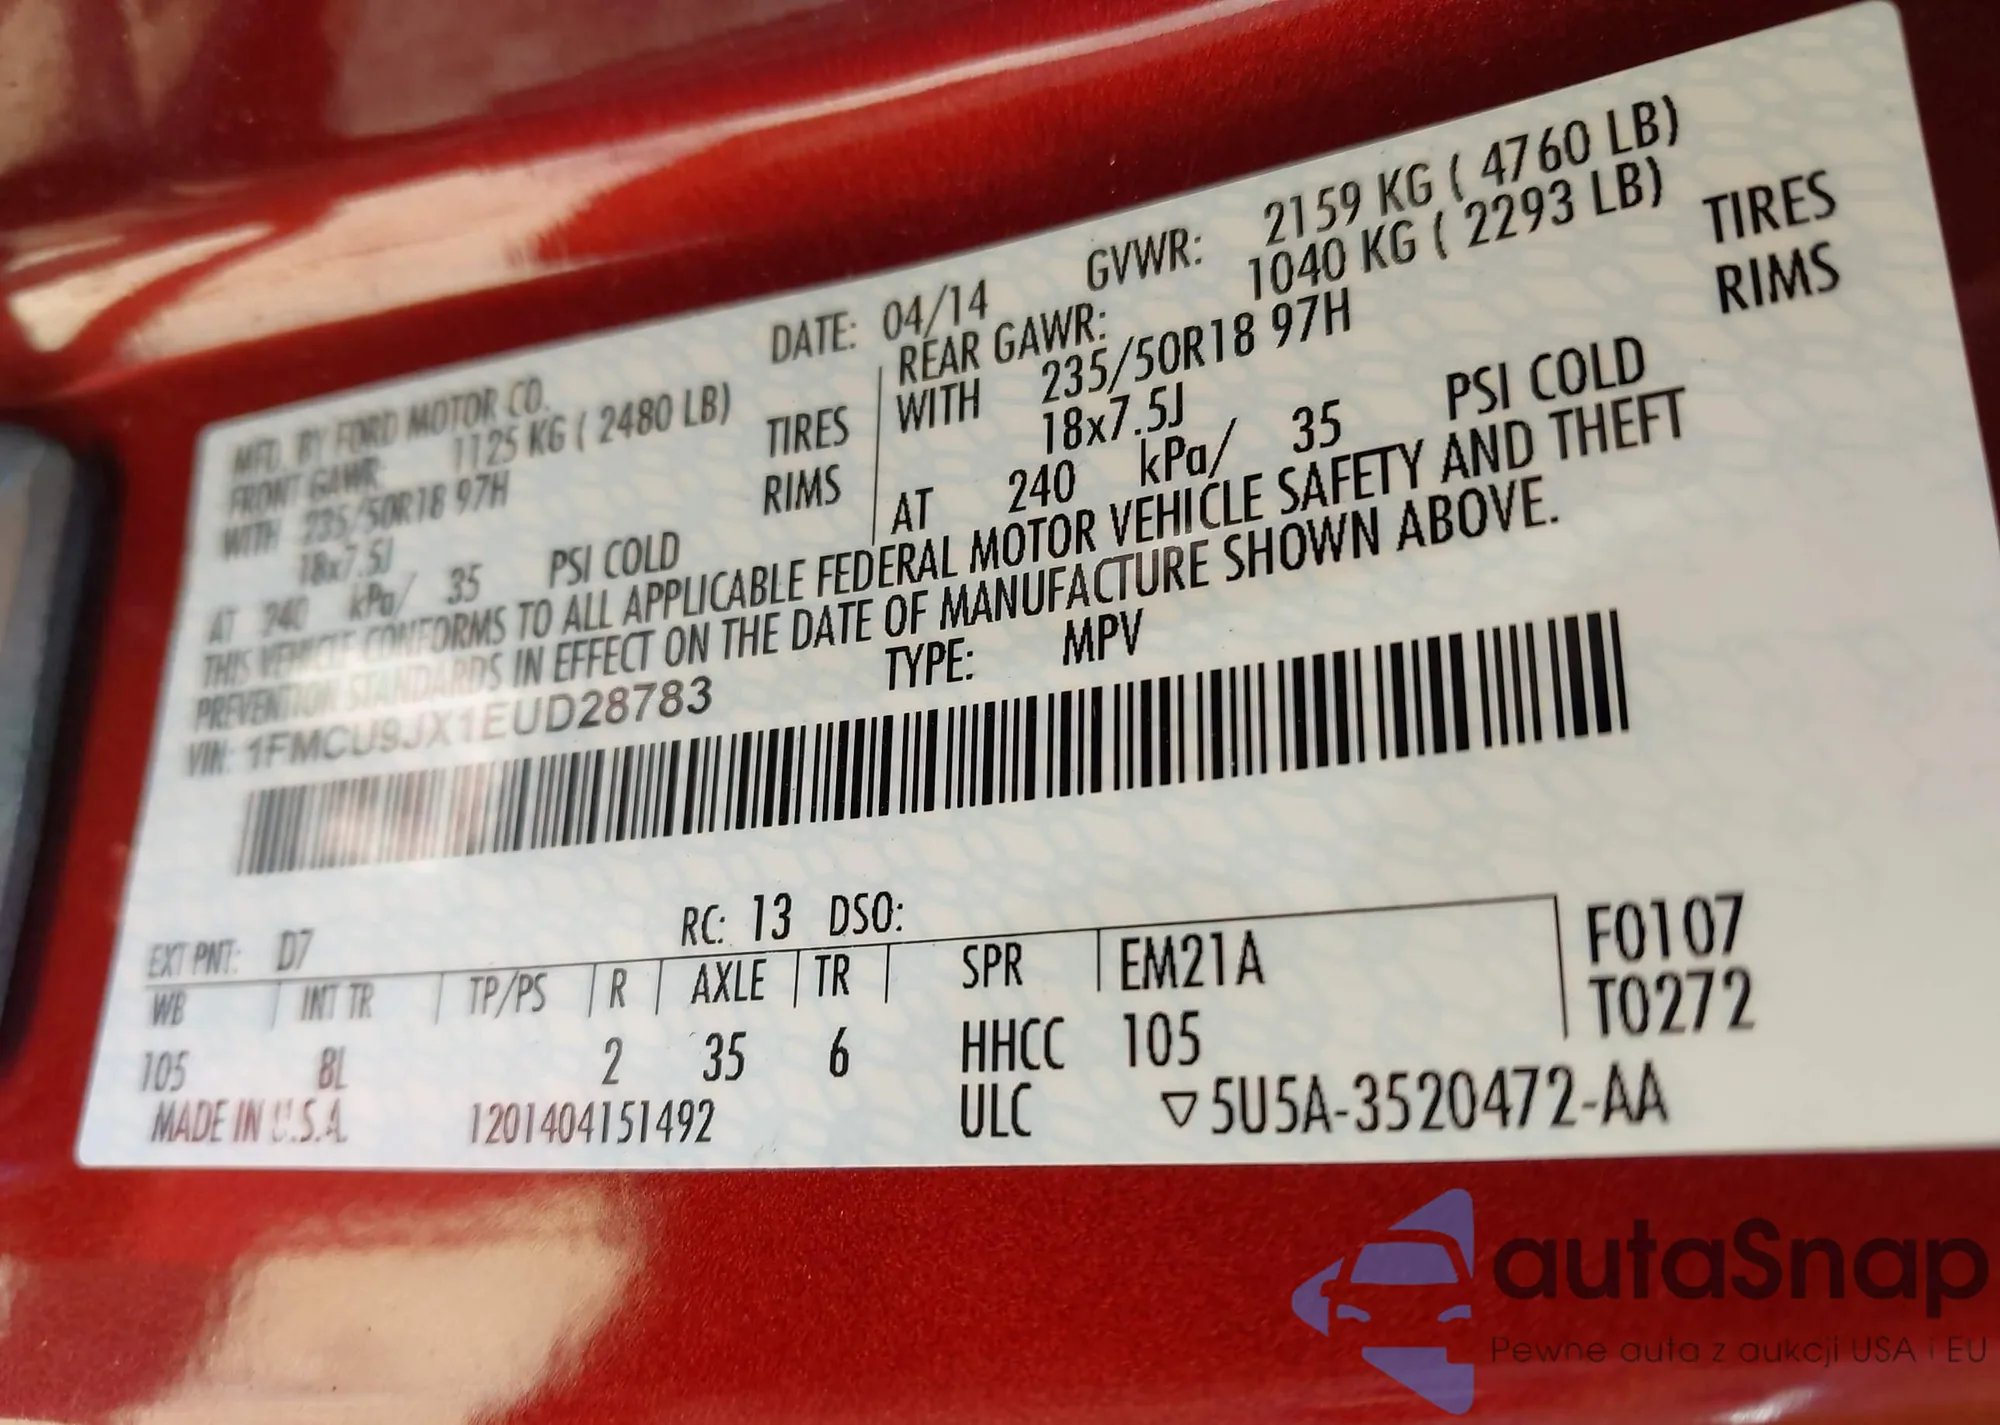 MFD. BY FORD MOTOR CO. DATE: 04/14 GVWR: 2159 KG ( 4760 LB)
FRONT GAWR: 1125 KG ( 2480 LB) REAR GAWR: 1040 KG ( 2293 LB)
WITH 235/50R18 97H TIRES WITH 235/50R18 97H TIRES
18x7.5J RIMS 18x7.5J RIMS
AT 240 kPa/ 35 PSI COLD AT 240 kPa/ 35 PSI COLD
THIS VEHICLE CONFORMS TO ALL APPLICABLE FEDERAL MOTOR VEHICLE SAFETY AND THEFT
PREVENTION STANDARDS IN EFFECT ON THE DATE OF MANUFACTURE SHOWN ABOVE.
VIN: 1FMCU9JX1EUD28783 TYPE: MPV
EXT PNT: D7 RC: 13 DSO: F0107
WB INT TR TP/PS R AXLE TR SPR EM21A T0272
105 8L 2 35 6 HHCC 105
MADE IN U.S.A. 1201404151492 ULC ▽5U5A-3520472-AA
autaSnap
Pewne auta z aukcji USA i EU